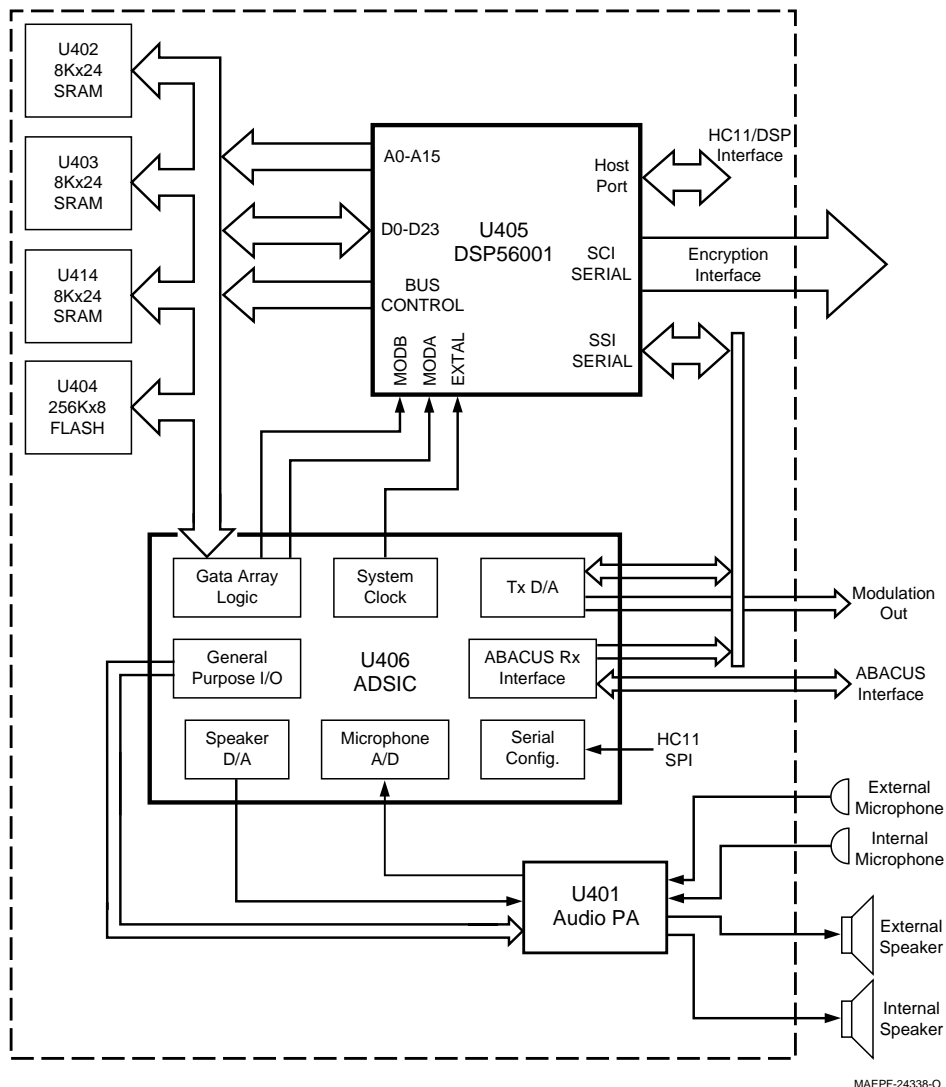 U402
8Kx24
SRAM
U403
8Kx24
SRAM
U414
8Kx24
SRAM
U404
256Kx8
FLASH
A0-A15
D0-D23
BUS
CONTROL
U405
DSP56001
Host
Port
SCI
SERIAL
SSI
SERIAL
MODB
MODA
EXTAL
HC11/DSP
Interface
Encryption
Interface
Gata Array
Logic
System
Clock
Tx D/A
General
Purpose I/O
U406
ADSIC
ABACUS Rx
Interface
Speaker
D/A
Microphone
A/D
Serial
Config.
HC11
SPI
Modulation
Out
ABACUS
Interface
External
Microphone
Internal
Microphone
U401
Audio PA
External
Speaker
Internal
Speaker
MAEPF-24338-O